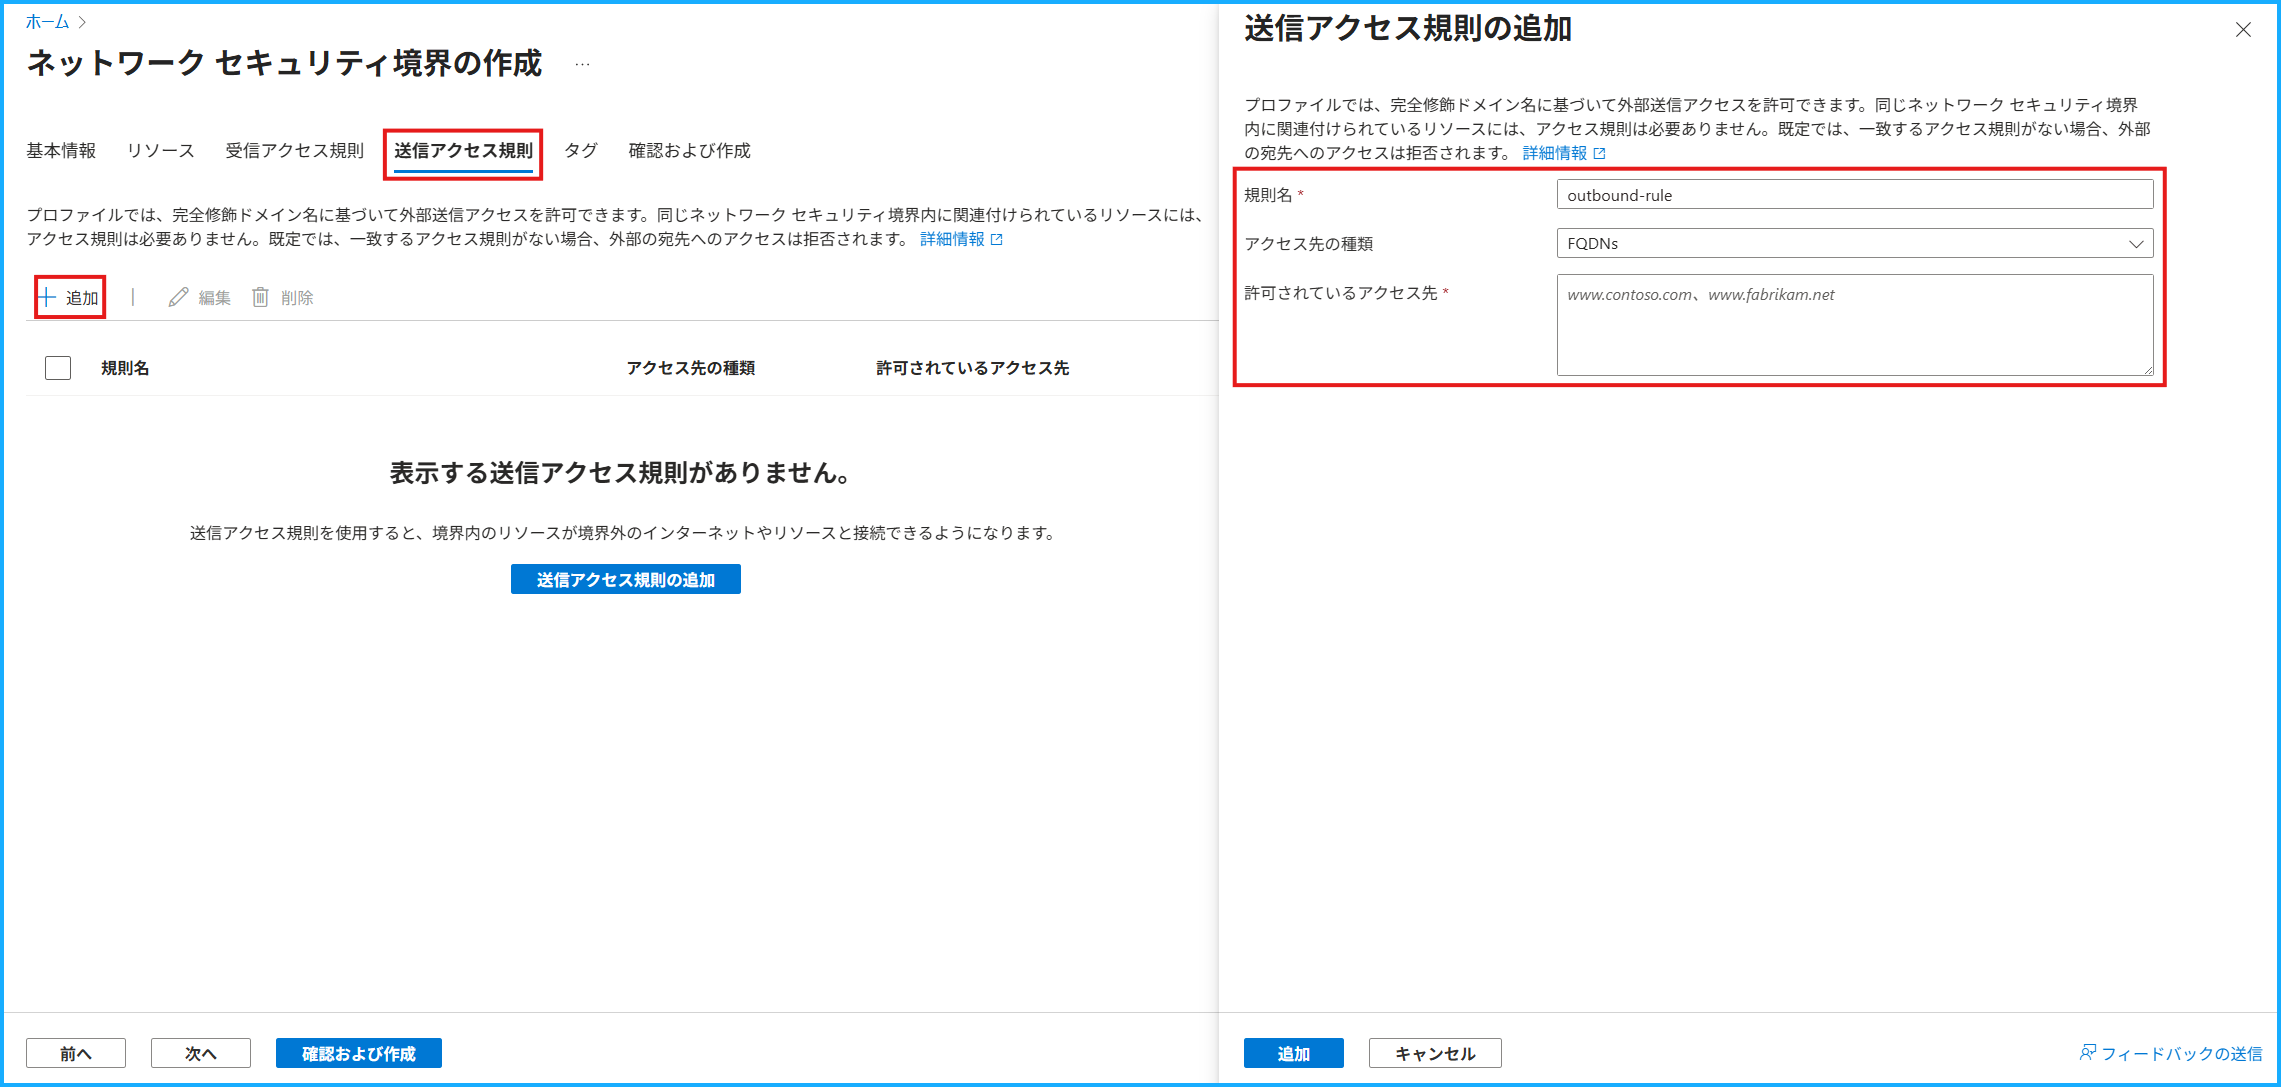 ホーム
ネットワーク セキュリティ境界の作成 …
基本情報 リソース 受信アクセス規則 送信アクセス規則 タグ 確認および作成
プロファイルでは、完全修飾ドメイン名に基づいて外部送信アクセスを許可できます。同じネットワーク セキュリティ境界内に関連付けられているリソースには、
アクセス規則は必要ありません。既定では、一致するアクセス規則がない場合、外部の宛先へのアクセスは拒否されます。 詳細情報
追加 | 編集 削除
規則名 アクセス先の種類 許可されているアクセス先
表示する送信アクセス規則がありません。
送信アクセス規則を使用すると、境界内のリソースが境界外のインターネットやリソースと接続できるようになります。
送信アクセス規則の追加
前へ 次へ 確認および作成
送信アクセス規則の追加
プロファイルでは、完全修飾ドメイン名に基づいて外部送信アクセスを許可できます。同じネットワーク セキュリティ境界
内に関連付けられているリソースには、アクセス規則は必要ありません。既定では、一致するアクセス規則がない場合、外部
の宛先へのアクセスは拒否されます。 詳細情報
規則名 * outbound-rule
アクセス先の種類 FQDNs
許可されているアクセス先 * www.contoso.com、www.fabrikam.net
追加 キャンセル フィードバックの送信